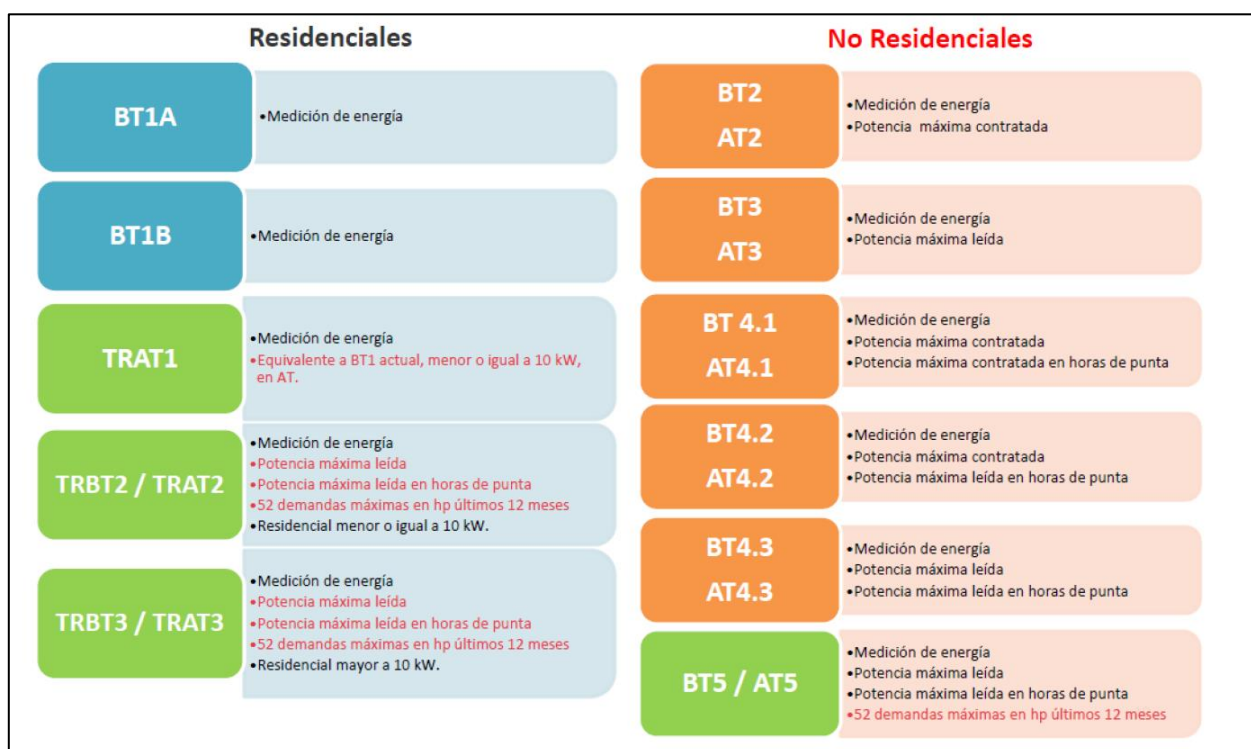 Residenciales
BT1A
•Medición de energía
BT1B
•Medición de energía
TRAT1
•Medición de energía
•Equivalente a BT1 actual, menor o igual a 10 kW,
en AT.
TRBT2 / TRAT2
•Medición de energía
•Potencia máxima leída
•Potencia máxima leída en horas de punta
•52 demandas máximas en hp últimos 12 meses
•Residencial menor o igual a 10 kW.
TRBT3 / TRAT3
•Medición de energía
•Potencia máxima leída
•Potencia máxima leída en horas de punta
•52 demandas máximas en hp últimos 12 meses
•Residencial mayor a 10 kW.
No Residenciales
BT2
AT2
•Medición de energía
•Potencia máxima contratada
BT3
AT3
•Medición de energía
•Potencia máxima leída
BT 4.1
AT4.1
•Medición de energía
•Potencia máxima contratada
•Potencia máxima contratada en horas de punta
BT4.2
AT4.2
•Medición de energía
•Potencia máxima contratada
•Potencia máxima leída en horas de punta
BT4.3
AT4.3
•Medición de energía
•Potencia máxima leída
•Potencia máxima leída en horas de punta
BT5 / AT5
•Medición de energía
•Potencia máxima leída
•Potencia máxima leída en horas de punta
•52 demandas máximas en hp últimos 12 meses